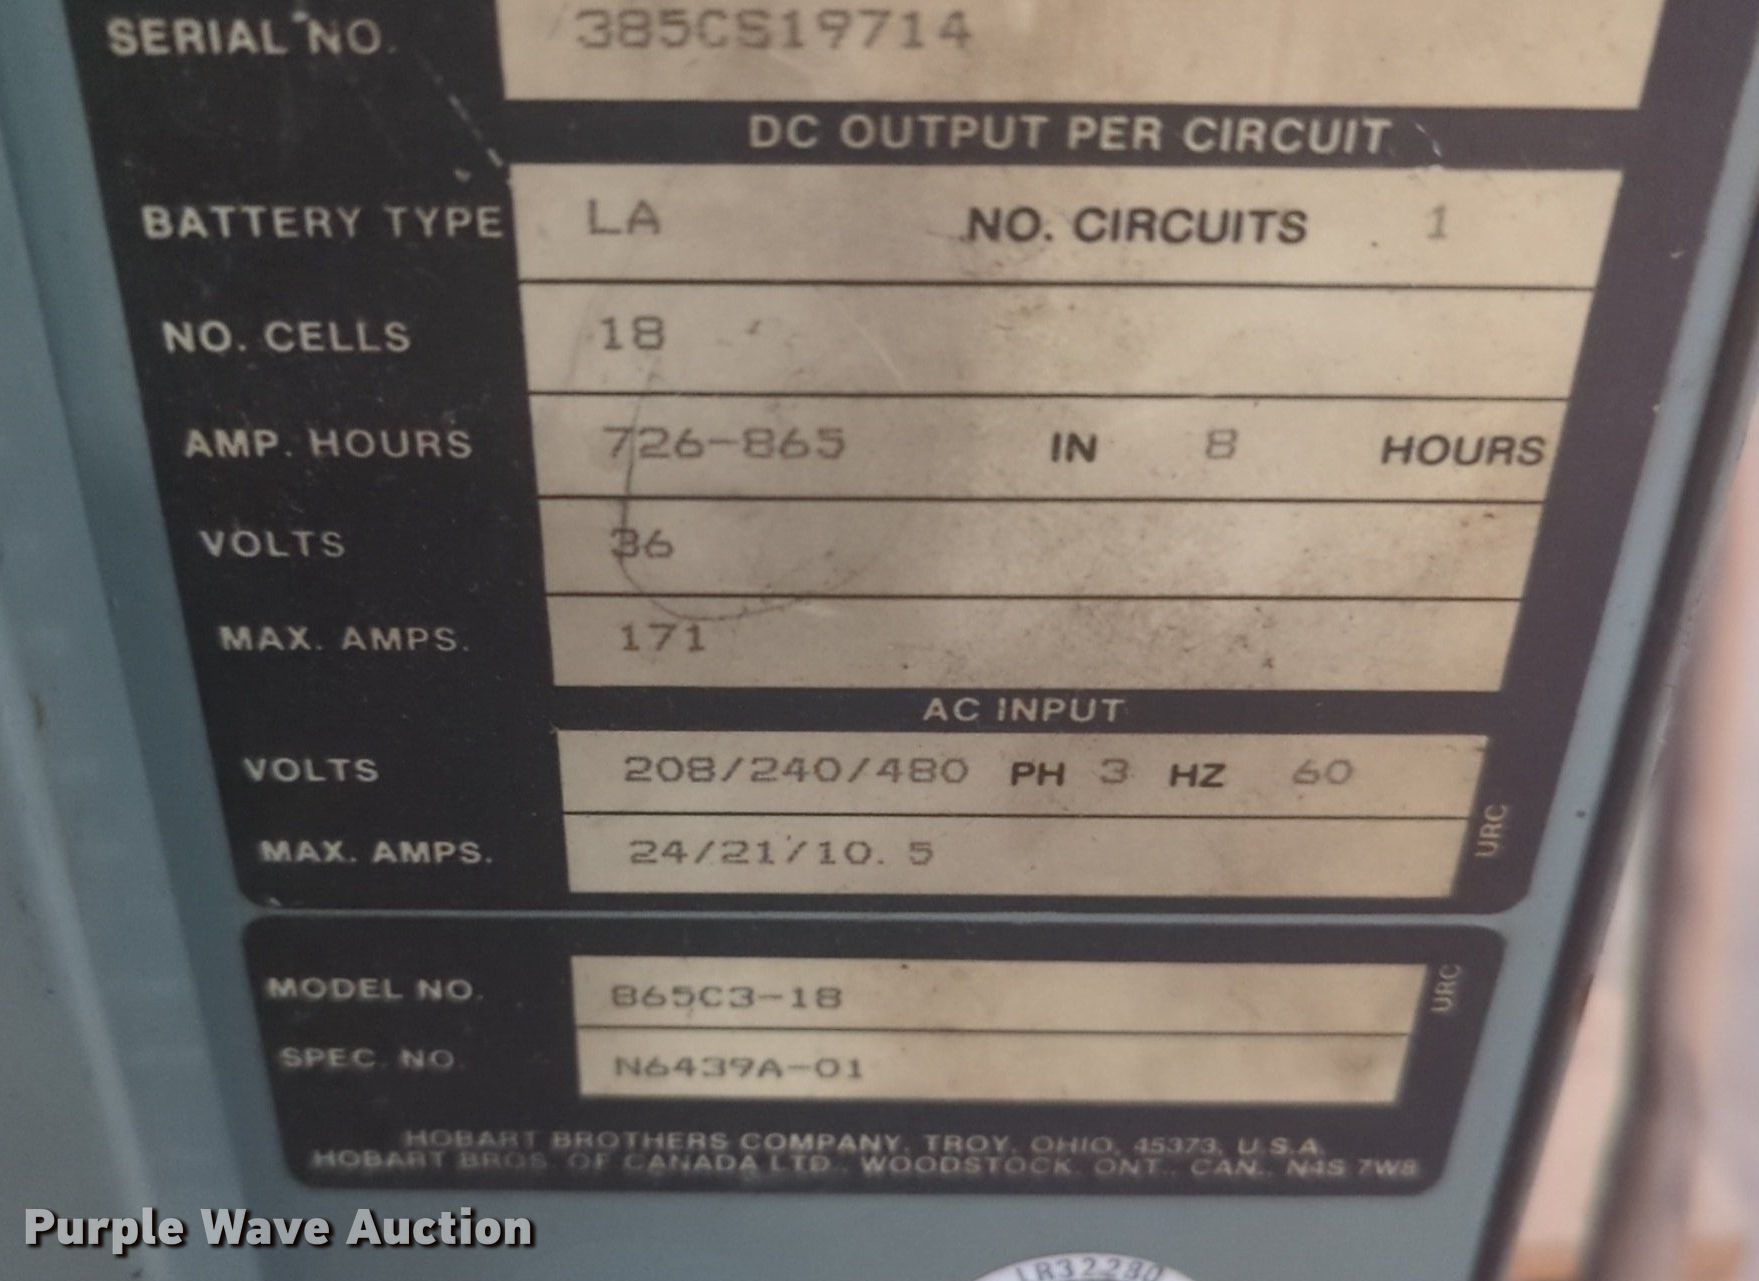 SERIAL NO. 385CS19714
DC OUTPUT PER CIRCUIT
BATTERY TYPE LA NO. CIRCUITS 1
NO. CELLS 18
AMP. HOURS 726-865 IN 8 HOURS
VOLTS 36
MAX. AMPS. 171
AC INPUT
VOLTS 208/240/480 PH 3 HZ 60
MAX. AMPS. 24/21/10.5
URC
MODEL NO. 865C3-18
SPEC. NO. N6439A-01
URC
HOBART BROTHERS COMPANY, TROY, OHIO, 45373, U.S.A.
HOBART BROS. OF CANADA LTD., WOODSTOCK, ONT., CAN., N4S 7W8
Purple Wave Auction
LR32280